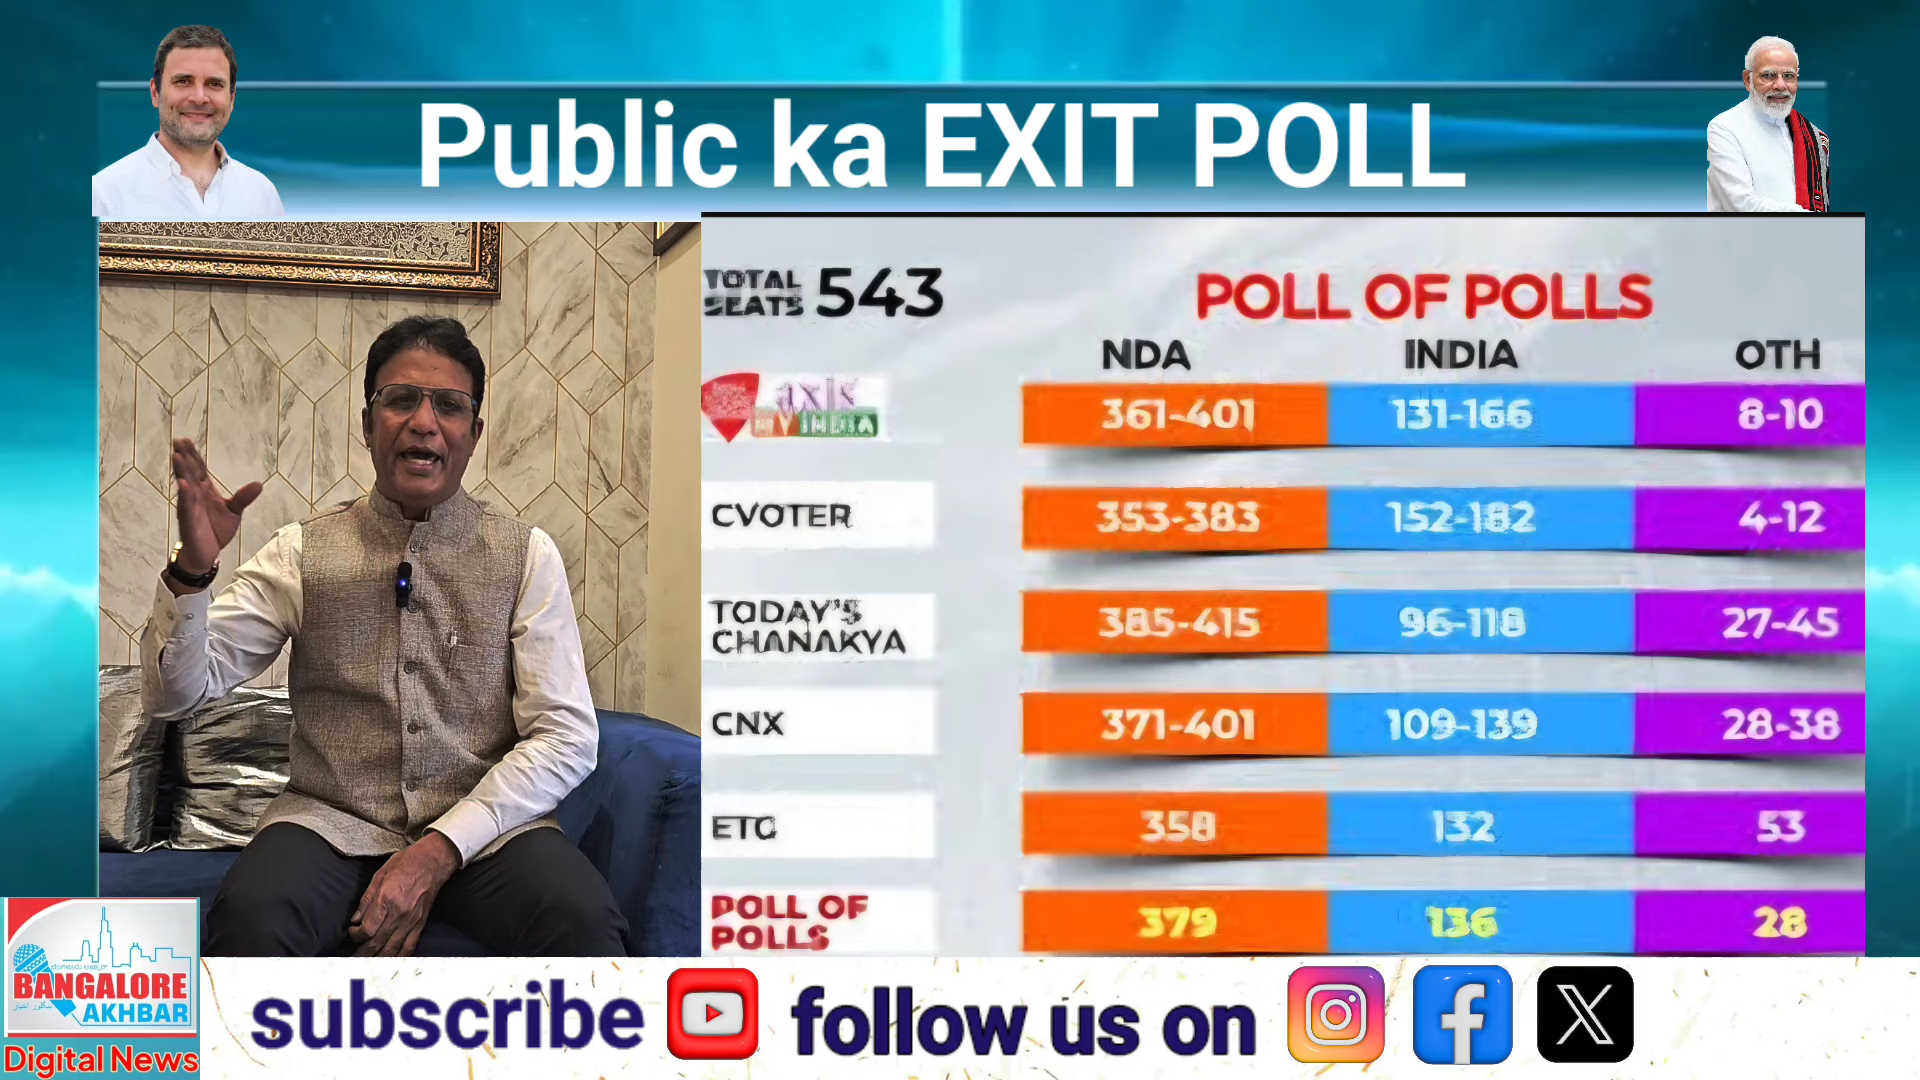 Public ka EXIT POLL
TOTAL
SEATS 543
POLL OF POLLS
NDA INDIA OTH
axis
MY INDIA 361-401 131-166 8-10
CVOTER 353-383 152-182 4-12
TODAY'S
CHANAKYA 385-415 96-118 27-45
CNX 371-401 109-139 28-38
ETG 358 132 53
POLL OF
POLLS 379 136 28
BANGALORE
AKHBAR
Digital News
subscribe follow us on